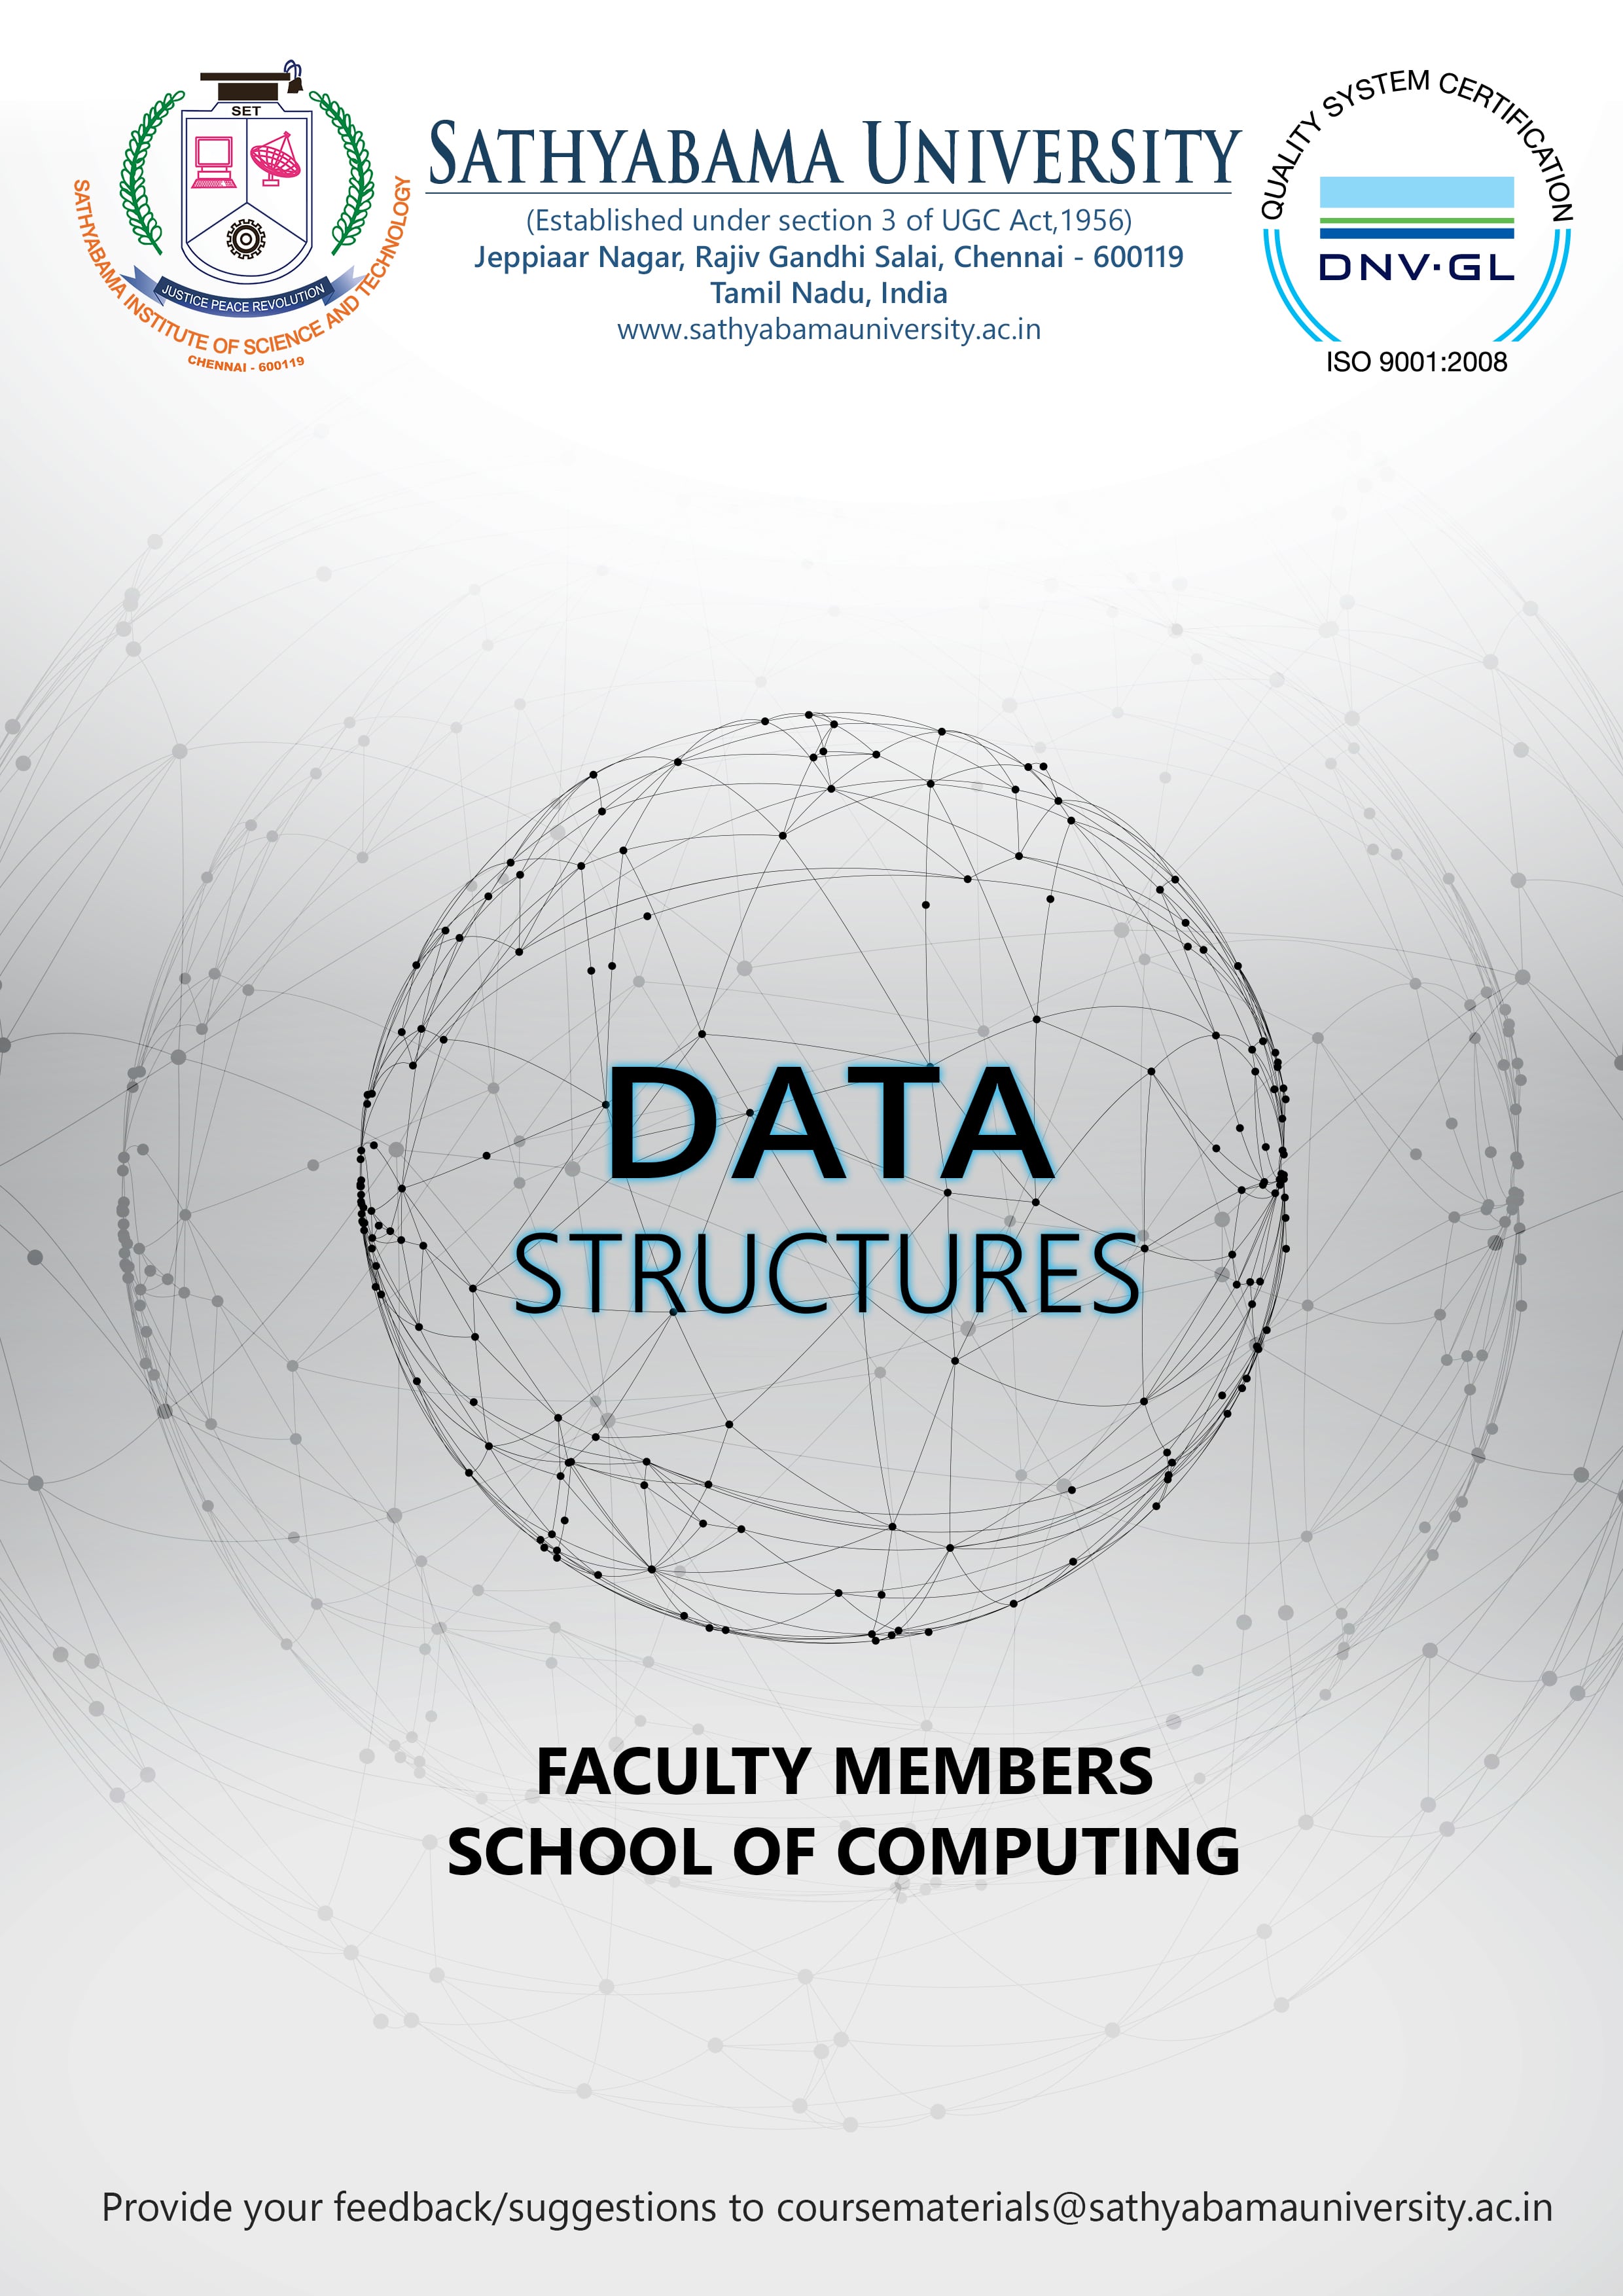 SET
JUSTICE PEACE REVOLUTION
SATHYABAMA INSTITUTE OF SCIENCE AND TECHNOLOGY
CHENNAI - 600119
SATHYABAMA UNIVERSITY
(Established under section 3 of UGC Act,1956)
Jeppiaar Nagar, Rajiv Gandhi Salai, Chennai - 600119
Tamil Nadu, India
www.sathyabamauniversity.ac.in
QUALITY SYSTEM CERTIFICATION
DNV·GL
ISO 9001:2008
DATA
STRUCTURES
FACULTY MEMBERS
SCHOOL OF COMPUTING
Provide your feedback/suggestions to coursematerials@sathyabamauniversity.ac.in